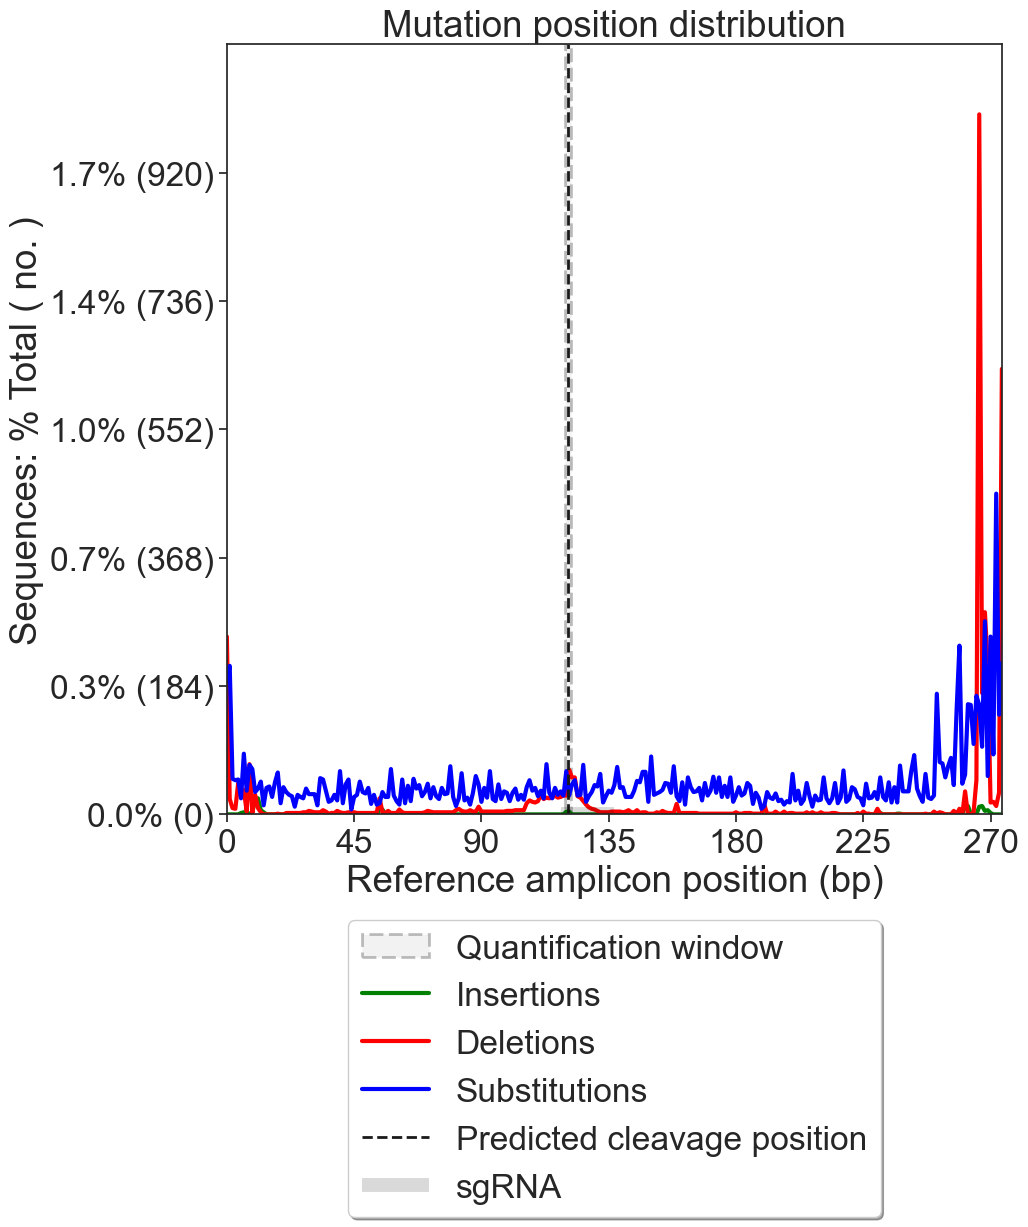 Mutation position distribution
Sequences: % Total ( no. )
1.7% (920)
1.4% (736)
1.0% (552)
0.7% (368)
0.3% (184)
0.0% (0)
0 45 90 135 180 225 270
Reference amplicon position (bp)
Quantification window
Insertions
Deletions
Substitutions
Predicted cleavage position
sgRNA